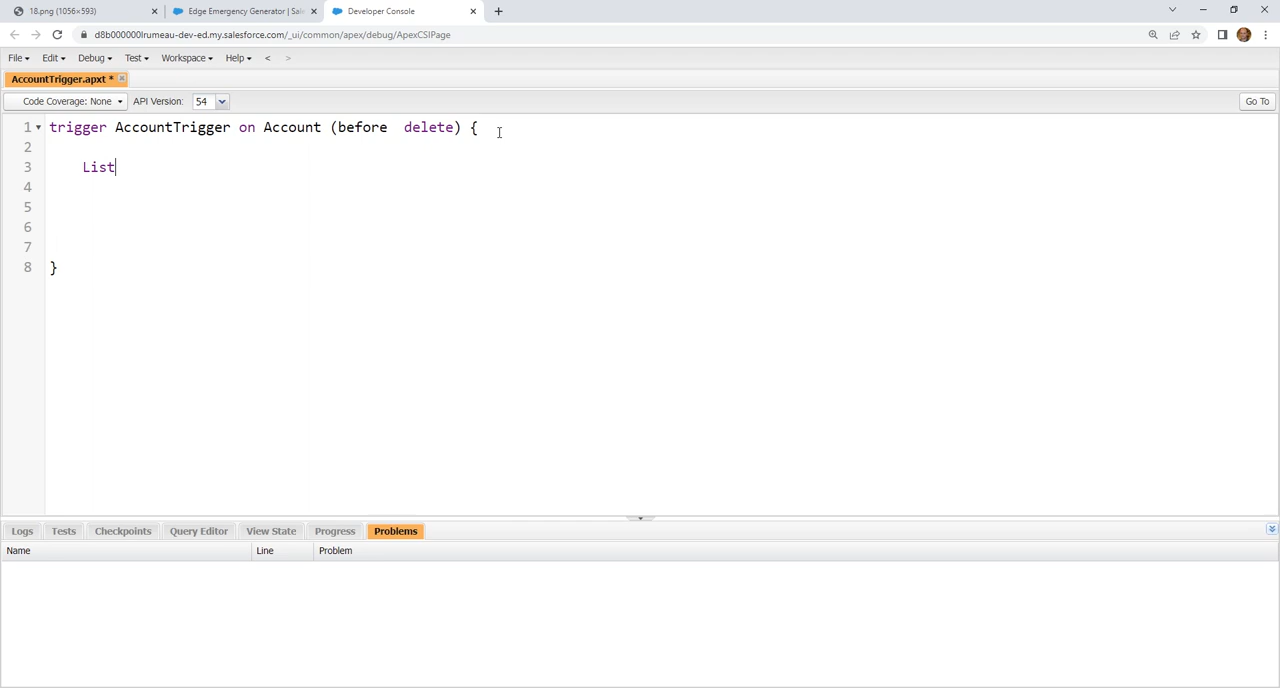 18.png (1056×593)
Edge Emergency Generator | Sale
Developer Console
d8b000000lrumeau-dev-ed.my.salesforce.com/_ui/common/apex/debug/ApexCSIPage
File Edit Debug Test Workspace Help < >
AccountTrigger.apxt *
Code Coverage: None API Version: 54 Go To
1 trigger AccountTrigger on Account (before  delete) {
2
3 List
4
5
6
7
8 }
Logs Tests Checkpoints Query Editor View State Progress Problems
Name Line Problem